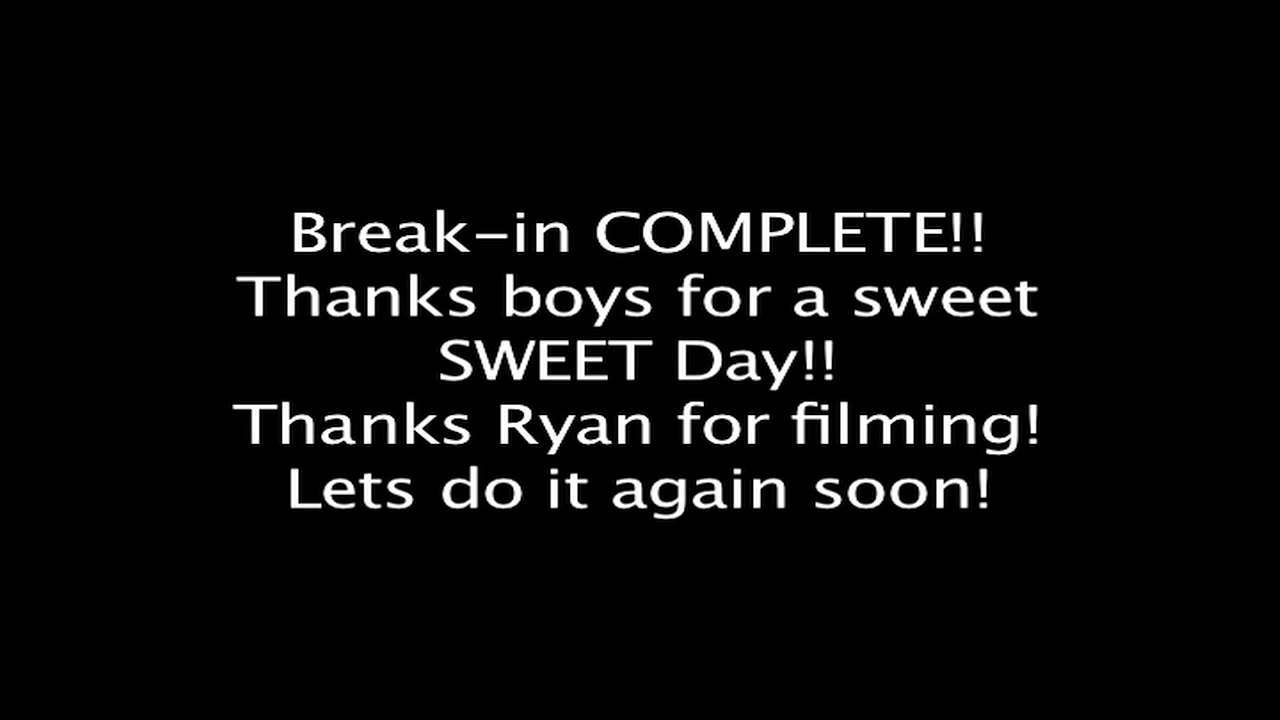 Break-in COMPLETE!!
Thanks boys for a sweet
SWEET Day!!
Thanks Ryan for filming!
Lets do it again soon!